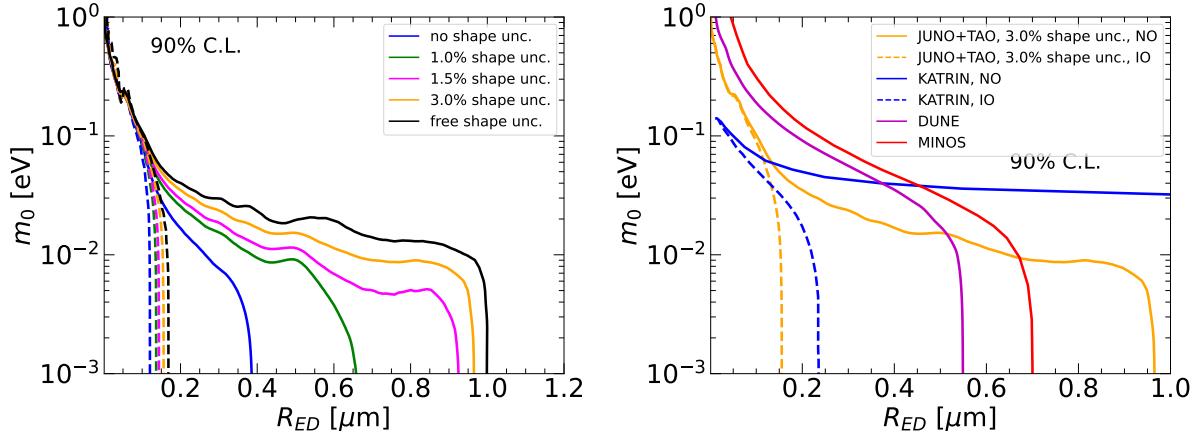 10⁰
10⁻¹
10⁻²
10⁻³
m₀ [eV]
90% C.L.
no shape unc.
1.0% shape unc.
1.5% shape unc.
3.0% shape unc.
free shape unc.
0.2 0.4 0.6 0.8 1.0 1.2
R_ED [μm]
10⁰
10⁻¹
10⁻²
10⁻³
m₀ [eV]
JUNO+TAO, 3.0% shape unc., NO
JUNO+TAO, 3.0% shape unc., IO
KATRIN, NO
KATRIN, IO
DUNE
MINOS
90% C.L.
0.2 0.4 0.6 0.8 1.0
R_ED [μm]